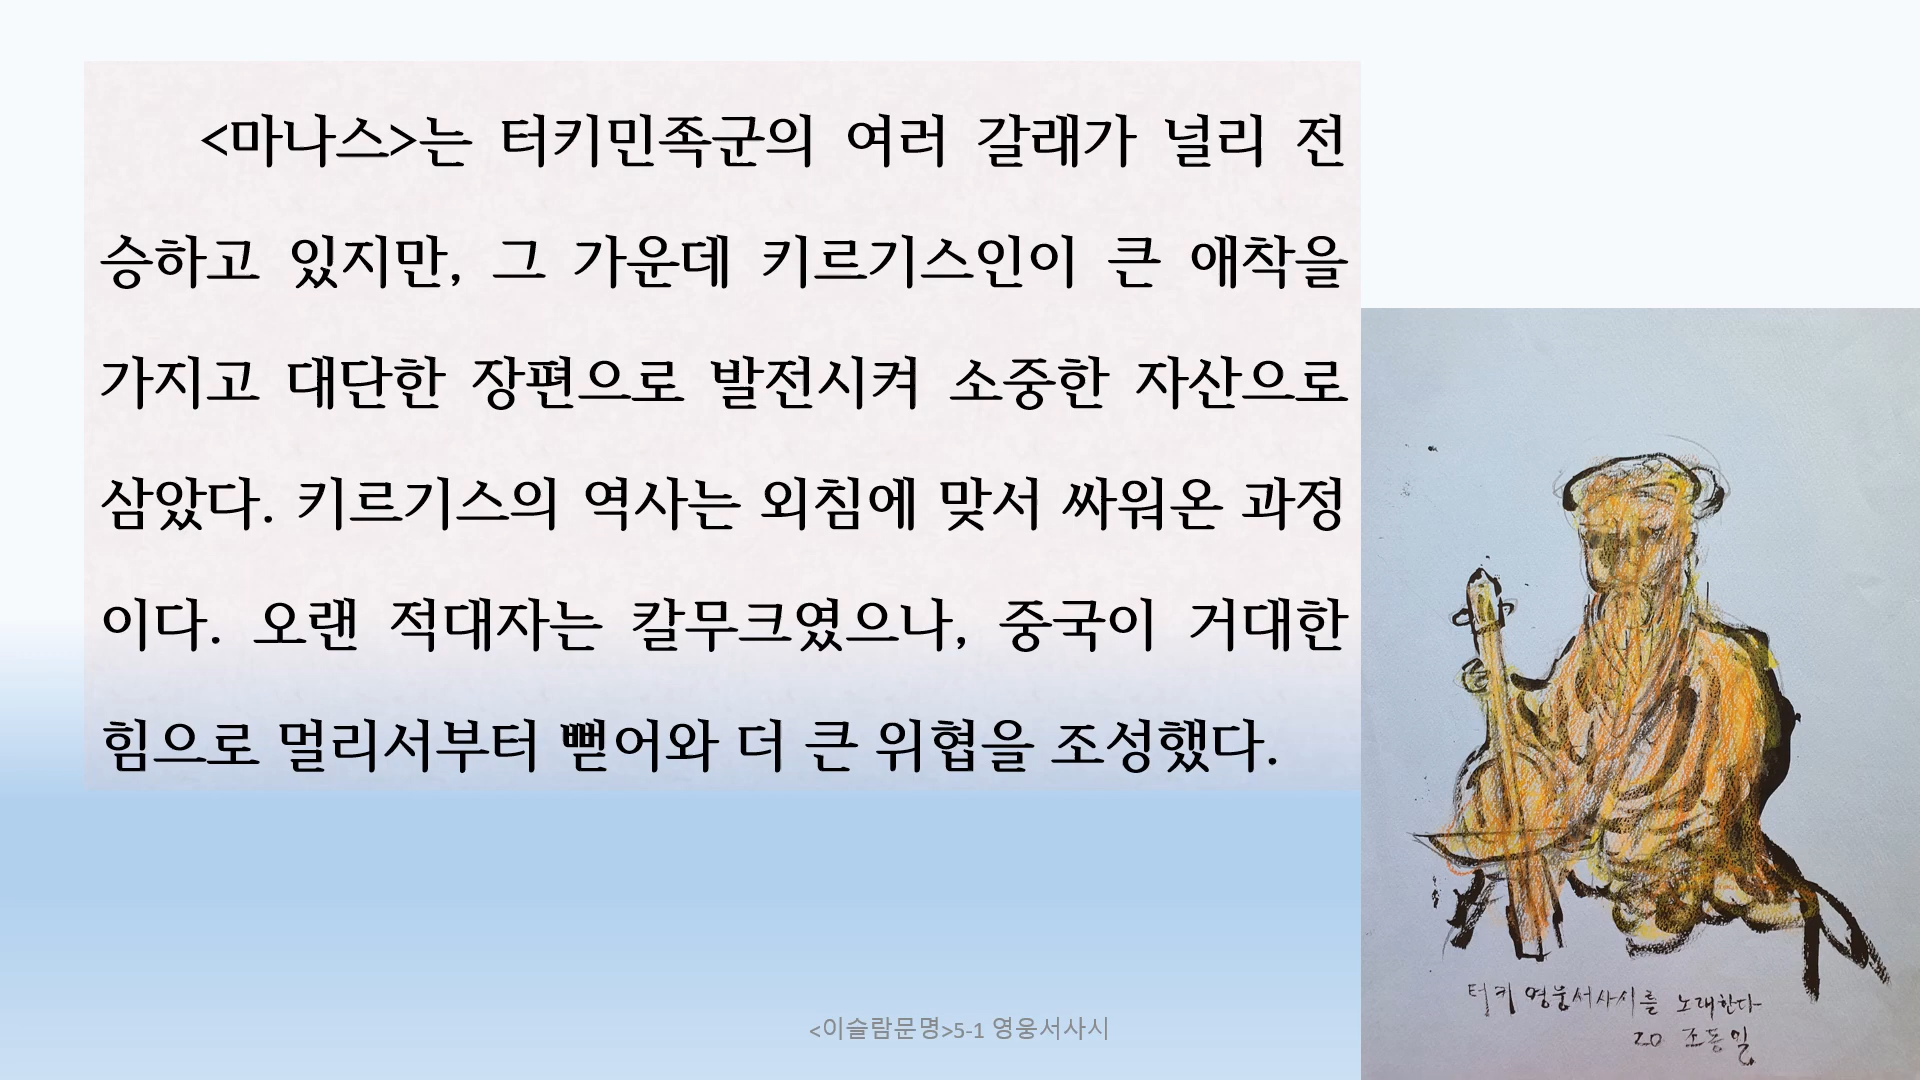 <마나스>는 터키민족군의 여러 갈래가 널리 전
승하고 있지만, 그 가운데 키르기스인이 큰 애착을
가지고 대단한 장편으로 발전시켜 소중한 자산으로
삼았다. 키르기스의 역사는 외침에 맞서 싸워온 과정
이다. 오랜 적대자는 칼무크였으나, 중국이 거대한
힘으로 멀리서부터 뻗어와 더 큰 위협을 조성했다.
터키 영웅서사시를 노래한다
20 조동일
<이슬람문명>5-1 영웅서사시